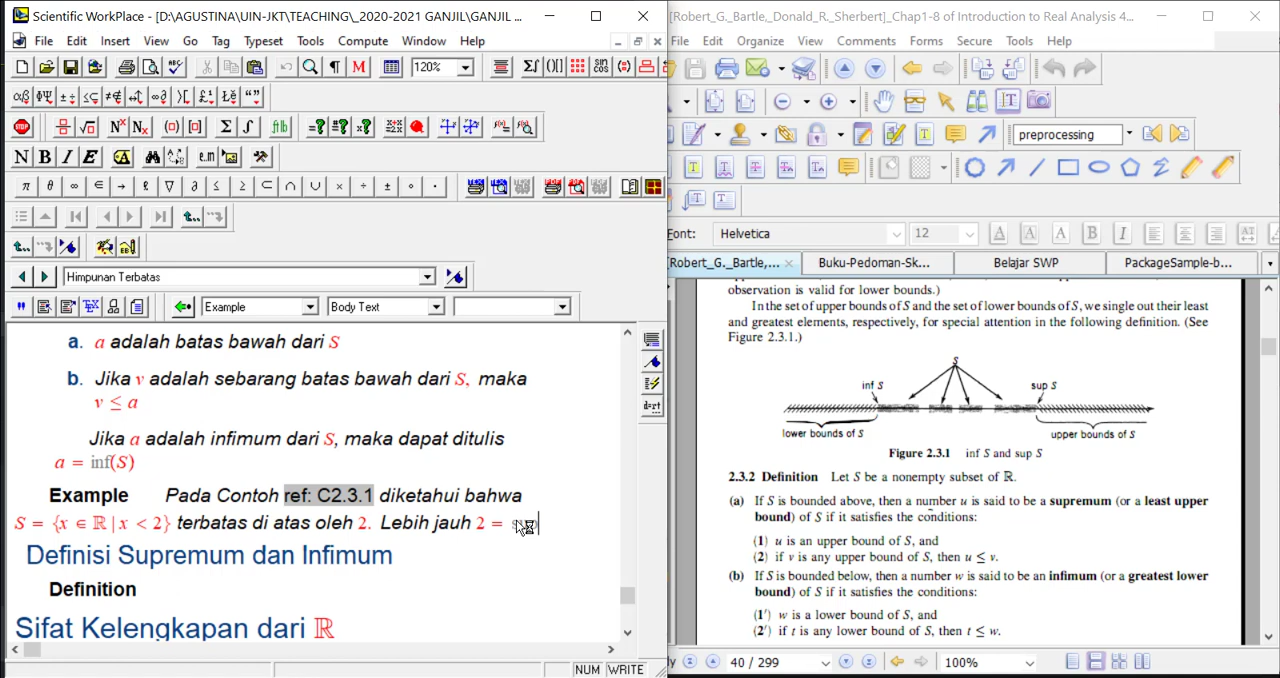 Scientific WorkPlace - [D:\AGUSTINA\UIN-JKT\TEACHING\_2020-2021 GANJIL\GANJIL ...
File Edit Insert View Go Tag Typeset Tools Compute Window Help
120%
Himpunan Terbatas
Example
Body Text
a. a adalah batas bawah dari S
b. Jika v adalah sebarang batas bawah dari S, maka
v ≤ a
Jika a adalah infimum dari S, maka dapat ditulis
a = inf(S)
Example Pada Contoh ref: C2.3.1 diketahui bahwa
S = {x ∈ ℝ | x < 2} terbatas di atas oleh 2. Lebih jauh 2 = sup
Definisi Supremum dan Infimum
Definition
Sifat Kelengkapan dari ℝ
NUM WRITE
[Robert_G._Bartle,_Donald_R._Sherbert]_Chap1-8 of Introduction to Real Analysis 4...
File Edit Organize View Comments Forms Secure Tools Help
preprocessing
Font: Helvetica 12
[Robert_G._Bartle,...
Buku-Pedoman-Sk...
Belajar SWP
PackageSample-b...
observation is valid for lower bounds.)
In the set of upper bounds of S and the set of lower bounds of S, we single out their least
and greatest elements, respectively, for special attention in the following definition. (See
Figure 2.3.1.)
S
inf S
sup S
lower bounds of S
upper bounds of S
Figure 2.3.1 inf S and sup S
2.3.2 Definition Let S be a nonempty subset of ℝ.
(a) If S is bounded above, then a number u is said to be a supremum (or a least upper
bound) of S if it satisfies the conditions:
(1) u is an upper bound of S, and
(2) if v is any upper bound of S, then u ≤ v.
(b) If S is bounded below, then a number w is said to be an infimum (or a greatest lower
bound) of S if it satisfies the conditions:
(1′) w is a lower bound of S, and
(2′) if t is any lower bound of S, then t ≤ w.
40 / 299
100%